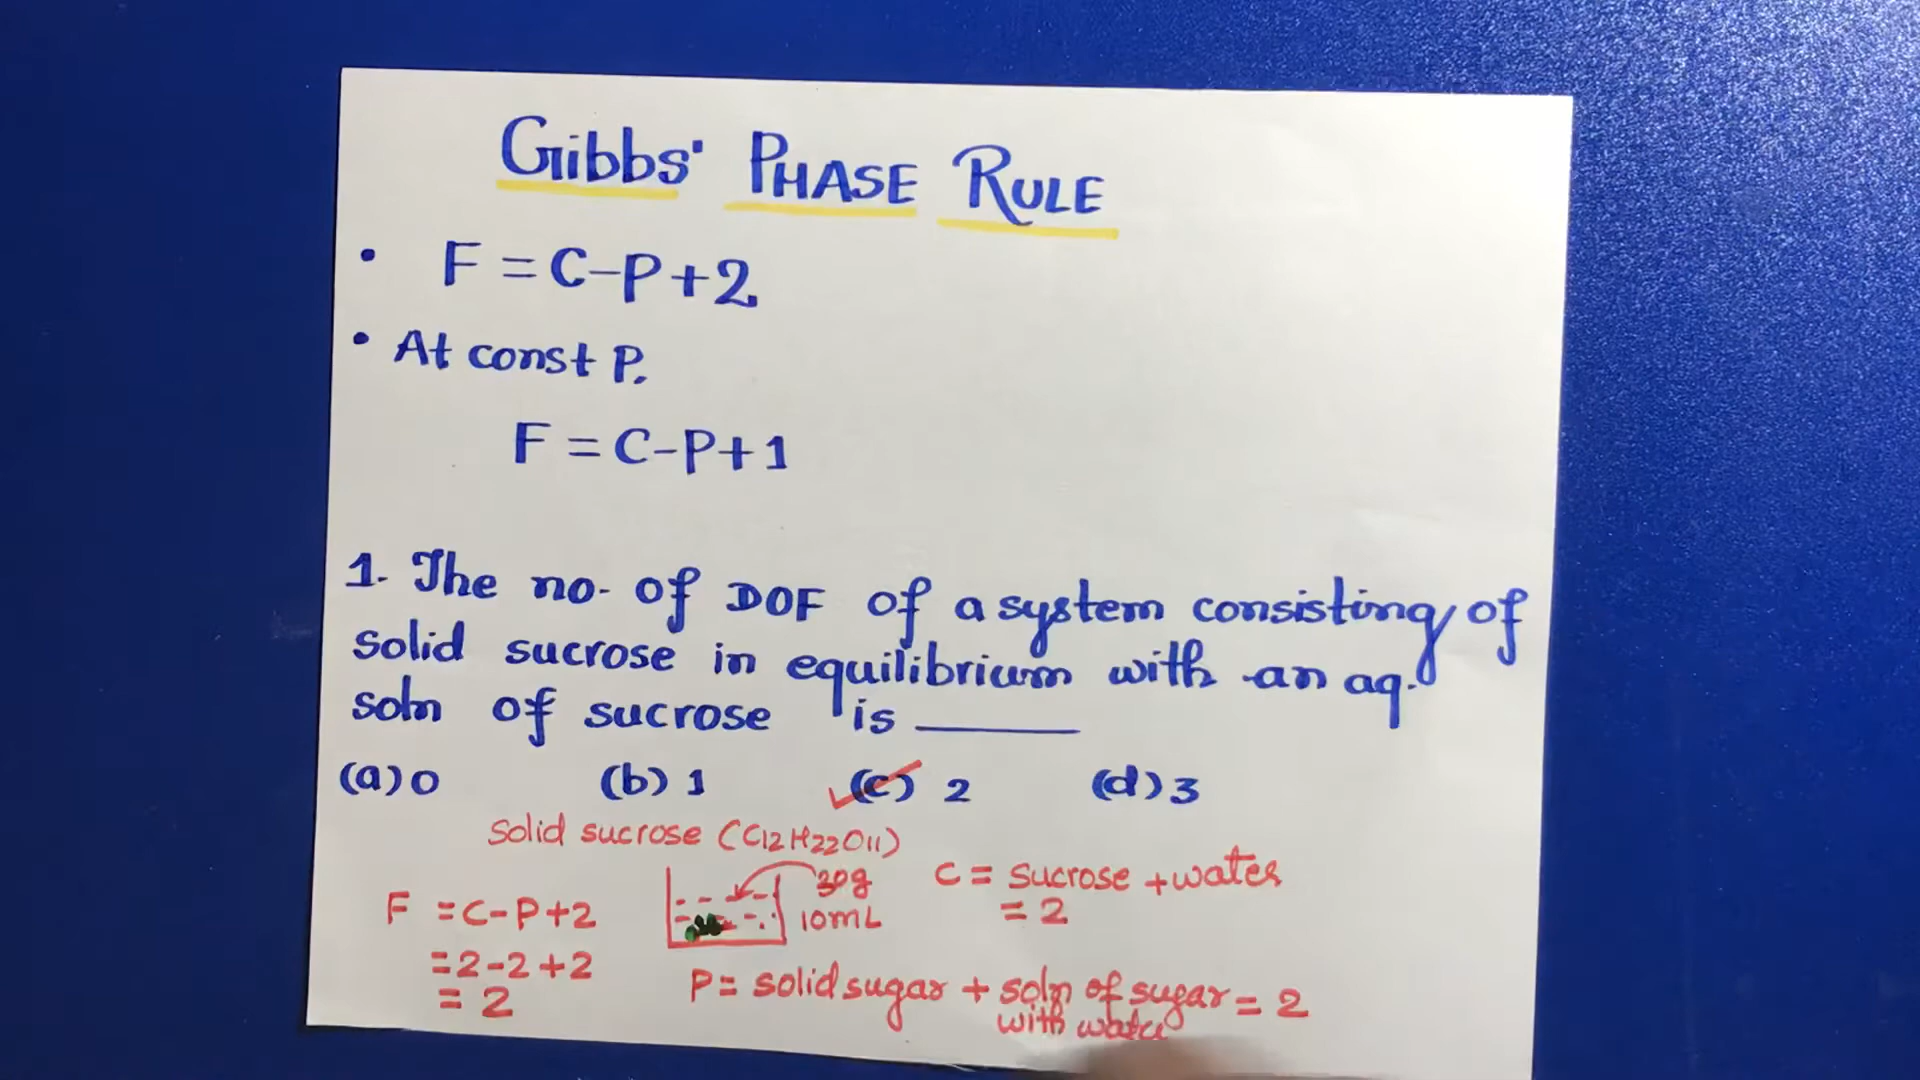 Gibbs' PHASE RULE
• F = C-P+2
• At const P.
F = C-P+1
1. The no. of DOF of a system consisting of
solid sucrose in equilibrium with an aq.
soln of sucrose is ______
(a) 0 (b) 1 (c) 2 (d) 3
solid sucrose (C12H22O11)
30g
10mL
C = sucrose + water
= 2
F = C-P+2
= 2-2+2
= 2
P = solid sugar + soln of sugar = 2
with water